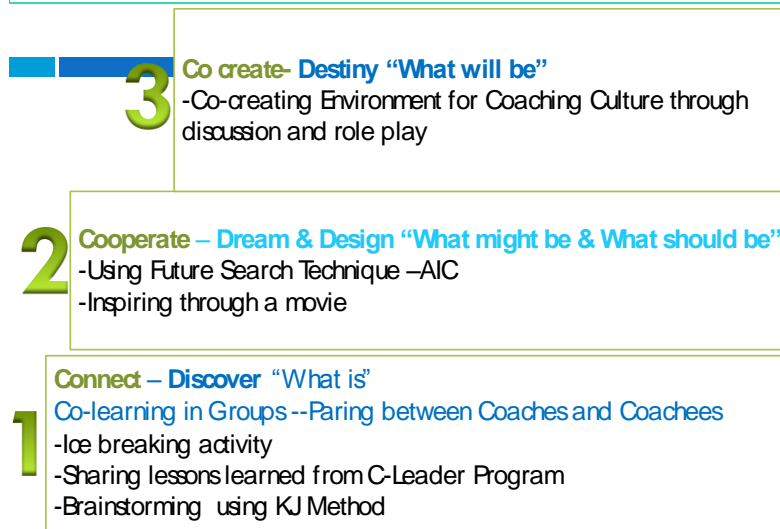 3
Co create- Destiny “What will be”
-Co-creating Environment for Coaching Culture through
discussion and role play
2
Cooperate – Dream & Design “What might be & What should be”
-Using Future Search Technique –AIC
-Inspiring through a movie
1
Connect – Discover “What is”
Co-learning in Groups --Paring between Coaches and Coachees
-Ice breaking activity
-Sharing lessons learned from C-Leader Program
-Brainstorming using KJ Method